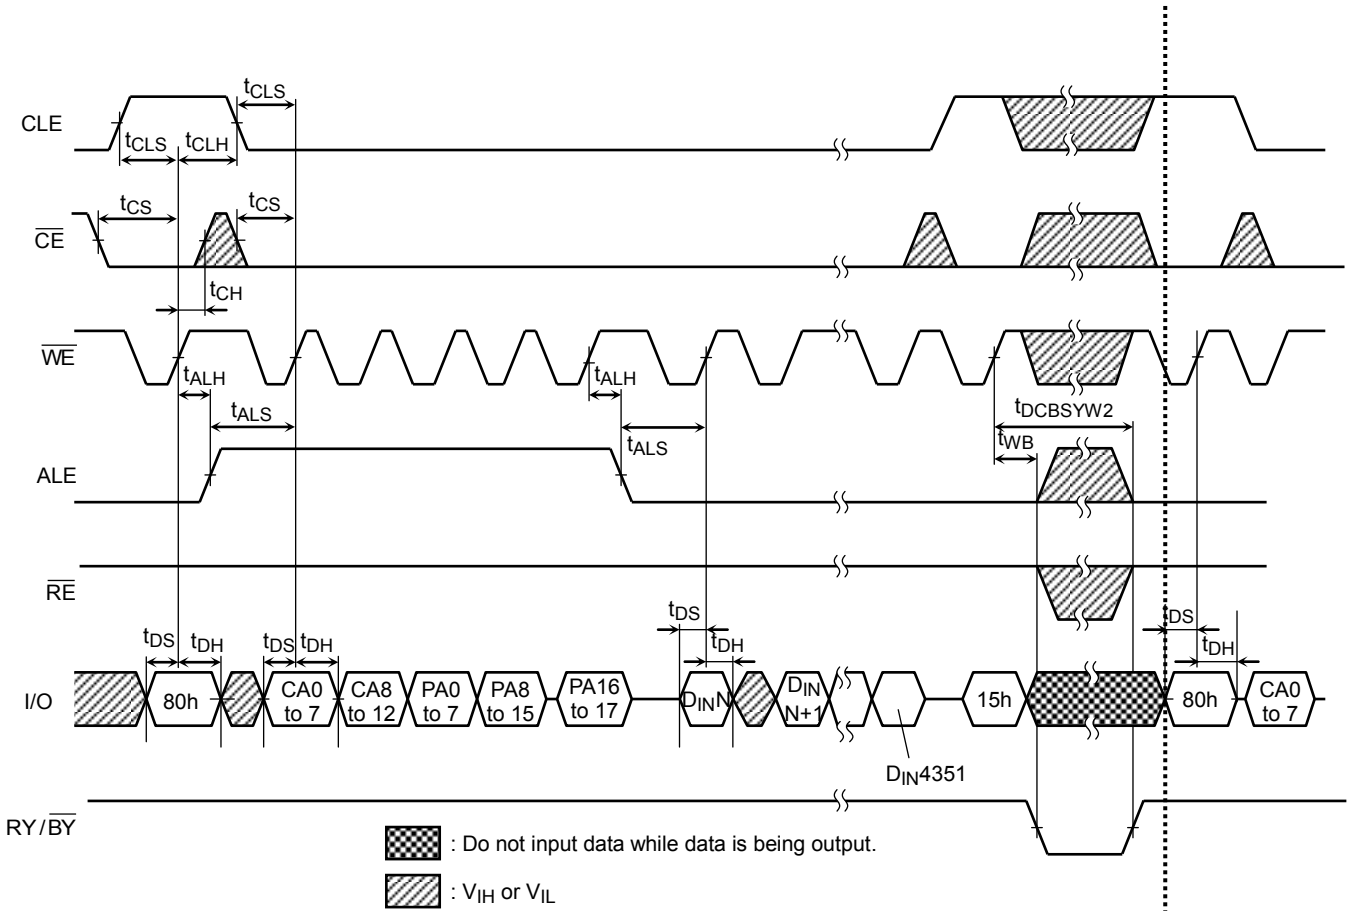 tCLS
CLE
tCLS
tCLH
tCS
tCS
CE
tCH
WE
tALH
tALH
tDCBSYW2
tALS
tALS
tWB
ALE
RE
tDS
tDH
tDS
tDH
tDS
tDH
tDS
tDH
I/O
80h
CA0
to 7
CA8
to 12
PA0
to 7
PA8
to 15
PA16
to 17
DINN
DIN
N+1
15h
80h
CA0
to 7
DIN4351
RY/BY
: Do not input data while data is being output.
: VIH or VIL